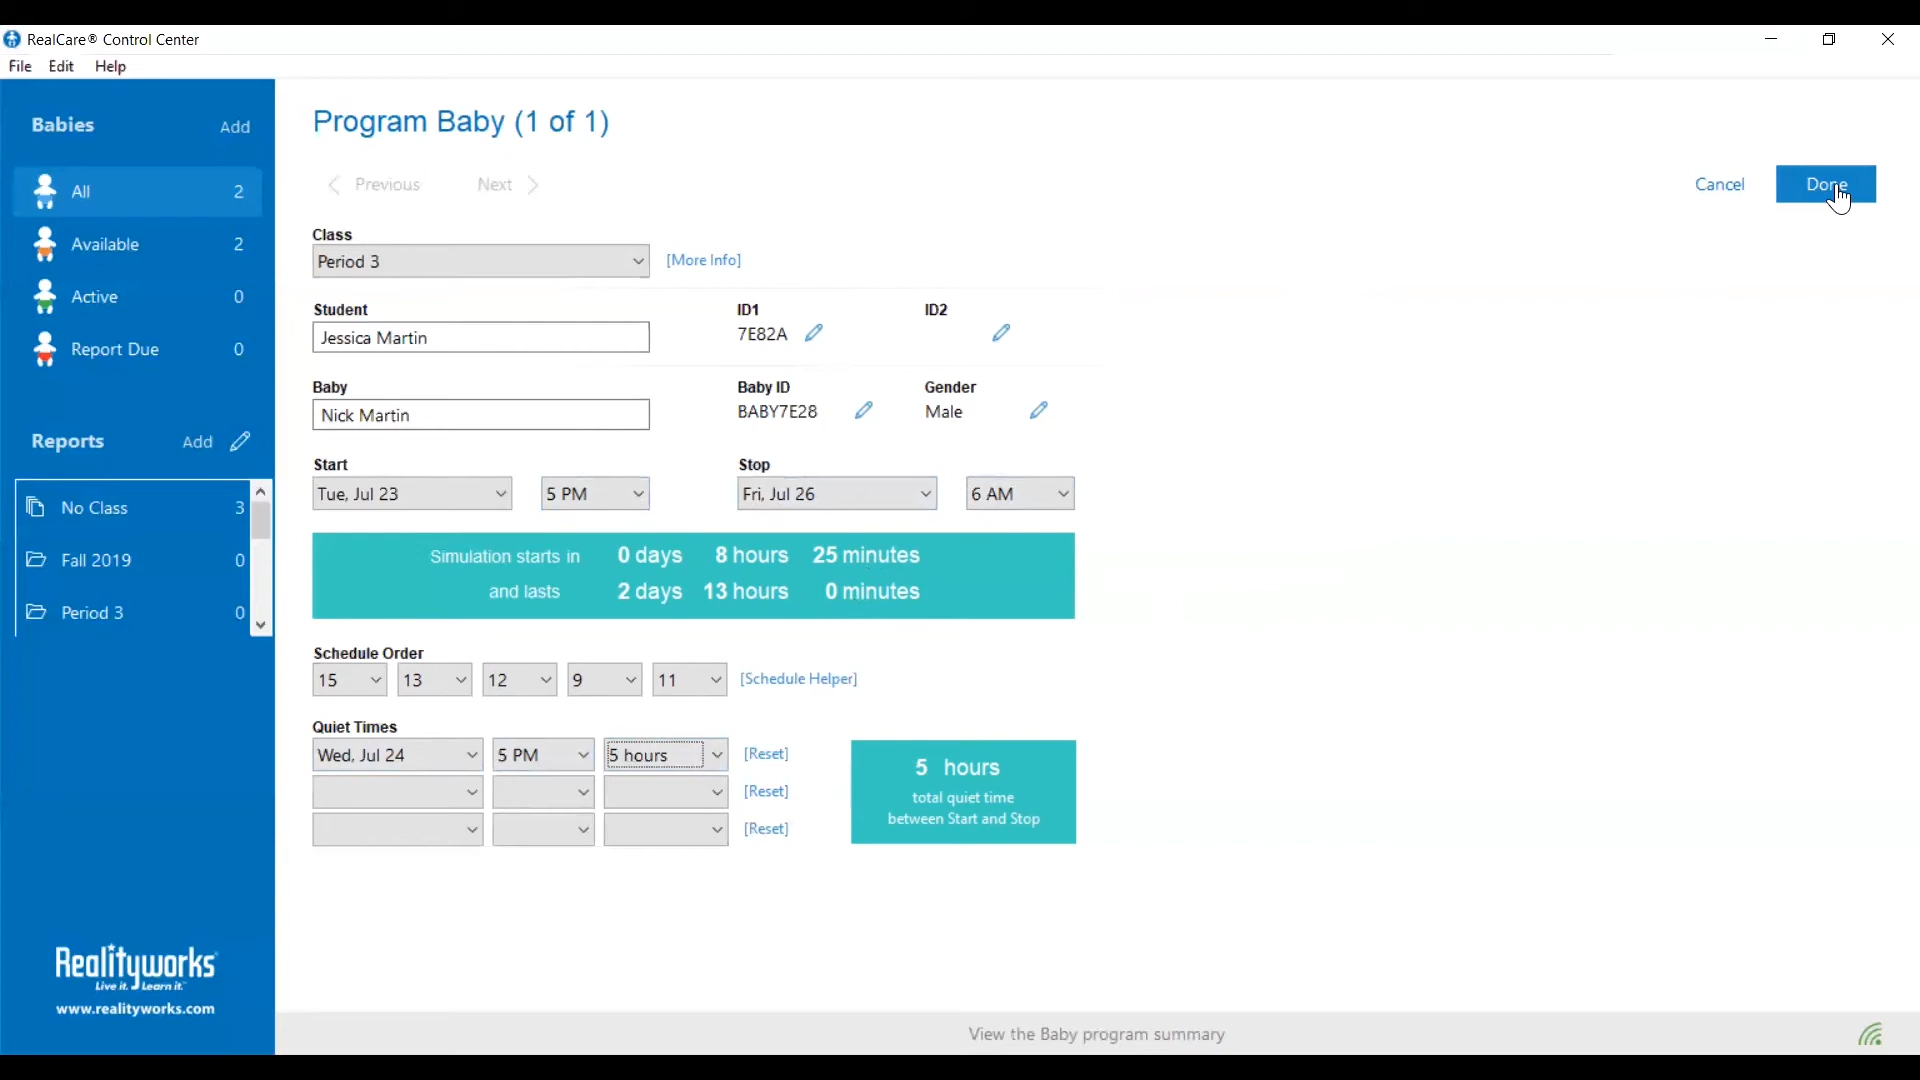 RealCare® Control Center
File Edit Help
Babies Add
All 2
Available 2
Active 0
Report Due 0
Reports Add
No Class 3
Fall 2019 0
Period 3 0
Realityworks
Live it. Learn it.
www.realityworks.com
Program Baby (1 of 1)
Previous Next
Cancel Done
Class
Period 3 [More Info]
Student ID1 ID2
Jessica Martin 7E82A
Baby Baby ID Gender
Nick Martin BABY7E28 Male
Start Stop
Tue, Jul 23 5 PM Fri, Jul 26 6 AM
Simulation starts in 0 days 8 hours 25 minutes
and lasts 2 days 13 hours 0 minutes
Schedule Order
15 13 12 9 11 [Schedule Helper]
Quiet Times
Wed, Jul 24 5 PM 5 hours [Reset]
[Reset]
[Reset]
5 hours
total quiet time
between Start and Stop
View the Baby program summary